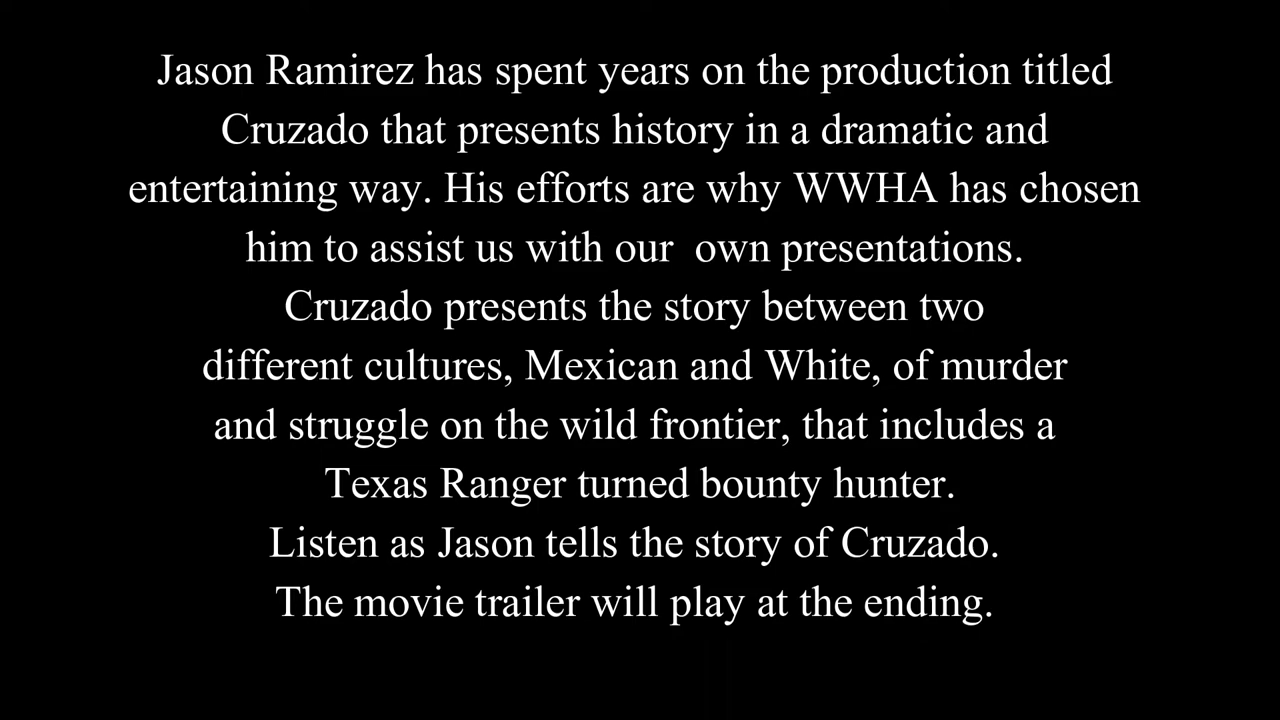 Jason Ramirez has spent years on the production titled
Cruzado that presents history in a dramatic and
entertaining way. His efforts are why WWHA has chosen
him to assist us with our  own presentations.
Cruzado presents the story between two
different cultures, Mexican and White, of murder
and struggle on the wild frontier, that includes a
Texas Ranger turned bounty hunter.
Listen as Jason tells the story of Cruzado.
The movie trailer will play at the ending.